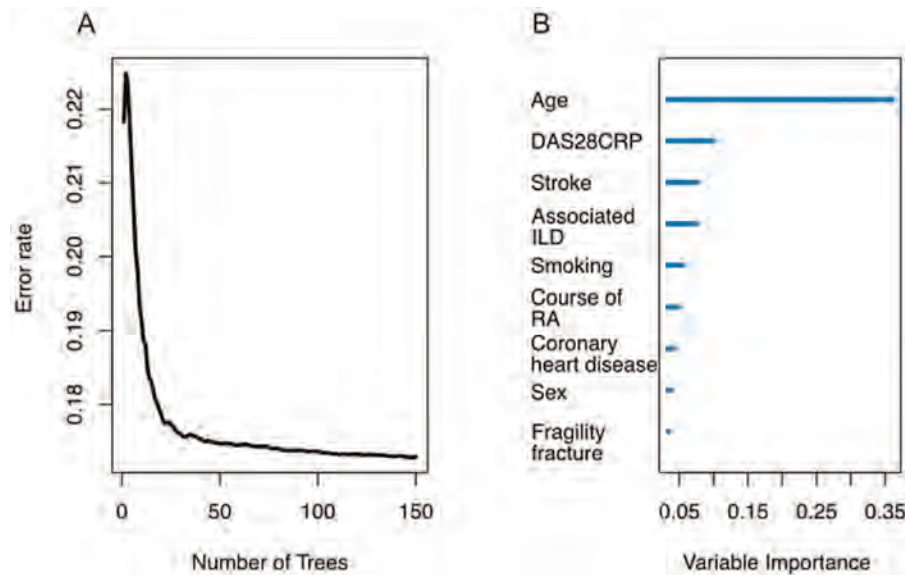 A
Error rate
0.22
0.21
0.20
0.19
0.18
0
50
100
150
Number of Trees
B
Age
DAS28CRP
Stroke
Associated
ILD
Smoking
Course of
RA
Coronary
heart disease
Sex
Fragility
fracture
0.05
0.15
0.25
0.35
Variable Importance